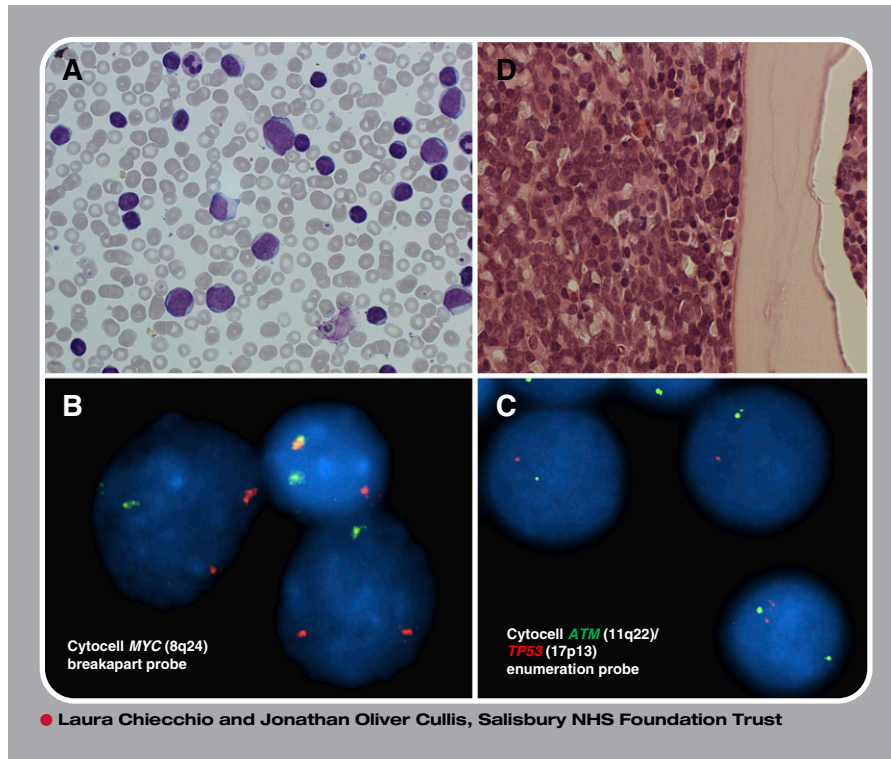 A
D
B
C
Cytocell MYC (8q24)
breakapart probe
Cytocell ATM (11q22)/
TP53 (17p13)
enumeration probe
Laura Chiecchio and Jonathan Oliver Cullis, Salisbury NHS Foundation Trust